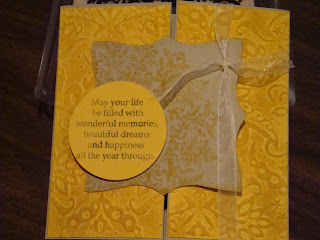 May your life
be filled with
wonderful memories,
beautiful dreams
and happiness
all the year through.